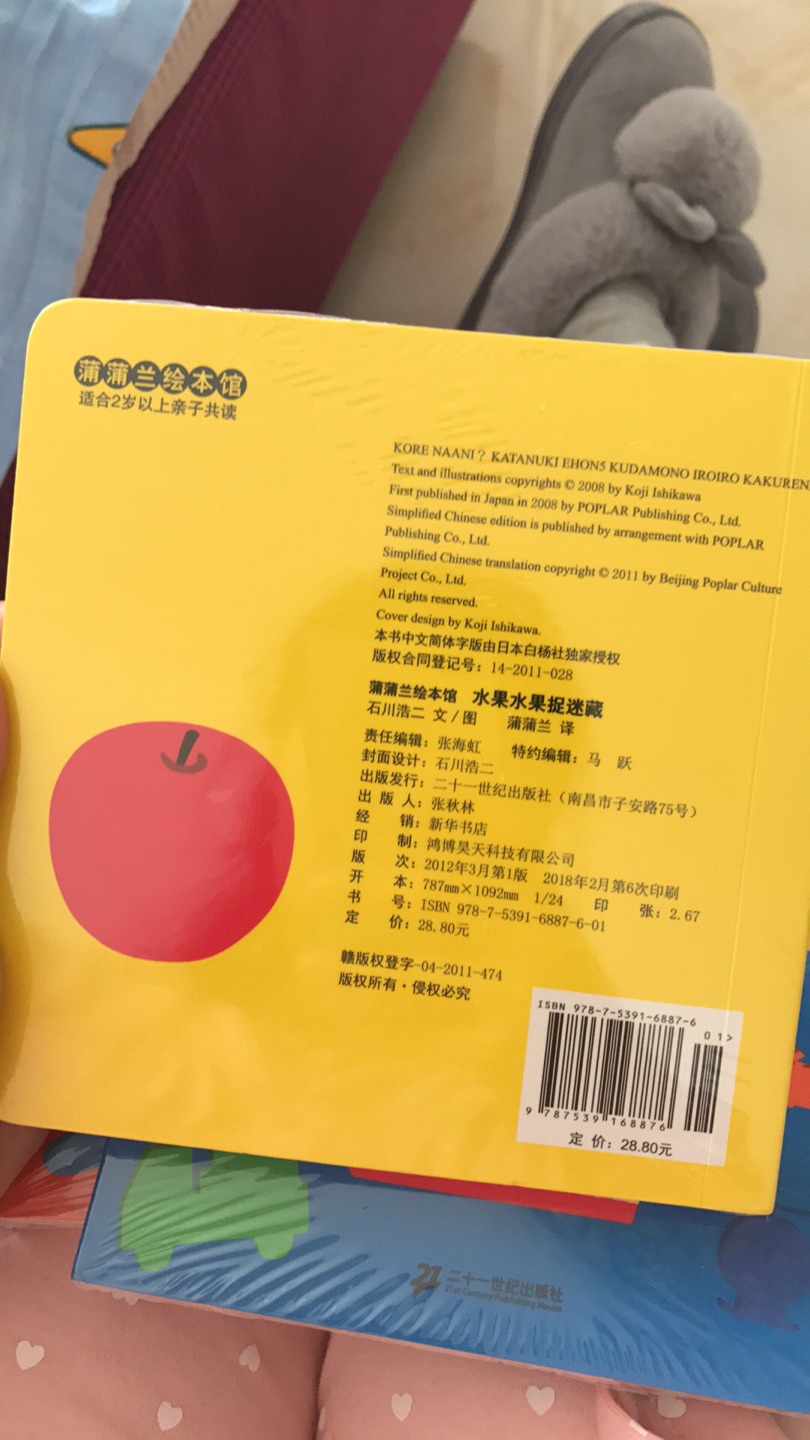 蒲蒲兰绘本馆
适合2岁以上亲子共读
KORE NAANI? KATANUKI EHON5 KUDAMONO IROIRO KAKUREN
Text and illustrations copyrights © 2008 by Koji Ishikawa
First published in Japan in 2008 by POPLAR Publishing Co., Ltd.
Simplified Chinese edition is published by arrangement with POPLAR
Publishing Co., Ltd.
Simplified Chinese translation copyright © 2011 by Beijing Poplar Culture
Project Co., Ltd.
All rights reserved.
Cover design by Koji Ishikawa.
本书中文简体字版由日本白杨社独家授权
版权合同登记号：14-2011-028
蒲蒲兰绘本馆 水果水果捉迷藏
石川浩二 文/图 蒲蒲兰 译
责任编辑：张海虹 特约编辑：马 跃
封面设计：石川浩二
出版发行：二十一世纪出版社（南昌市子安路75号）
出 版 人：张秋林
经 销：新华书店
印 制：鸿博昊天科技有限公司
版 次：2012年3月第1版 2018年2月第6次印刷
开 本：787mm×1092mm 1/24 印 张：2.67
书 号：ISBN 978-7-5391-6887-6-01
定 价：28.80元
赣版权登字-04-2011-474
版权所有·侵权必究
ISBN 978-7-5391-6887-6
01>
9 787539 168876
定 价：28.80元
21 二十一世纪出版社
21st Century Publishing House